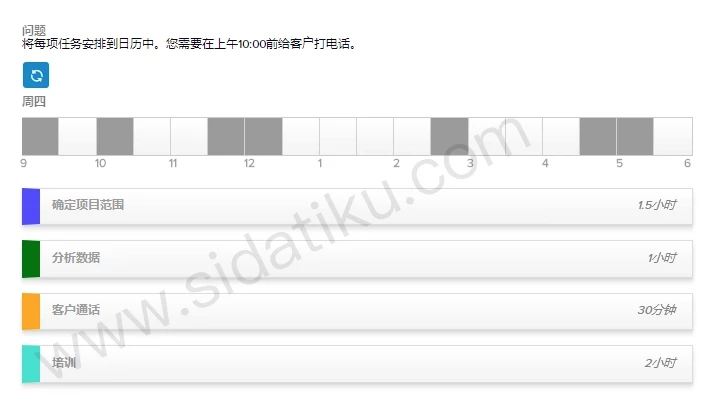 问题
将每项任务安排到日历中。您需要在上午10:00前给客户打电话。
周四
9 10 11 12 1 2 3 4 5 6
确定项目范围 1.5小时
分析数据 1小时
客户通话 30分钟
培训 2小时
www.sidatiku.com